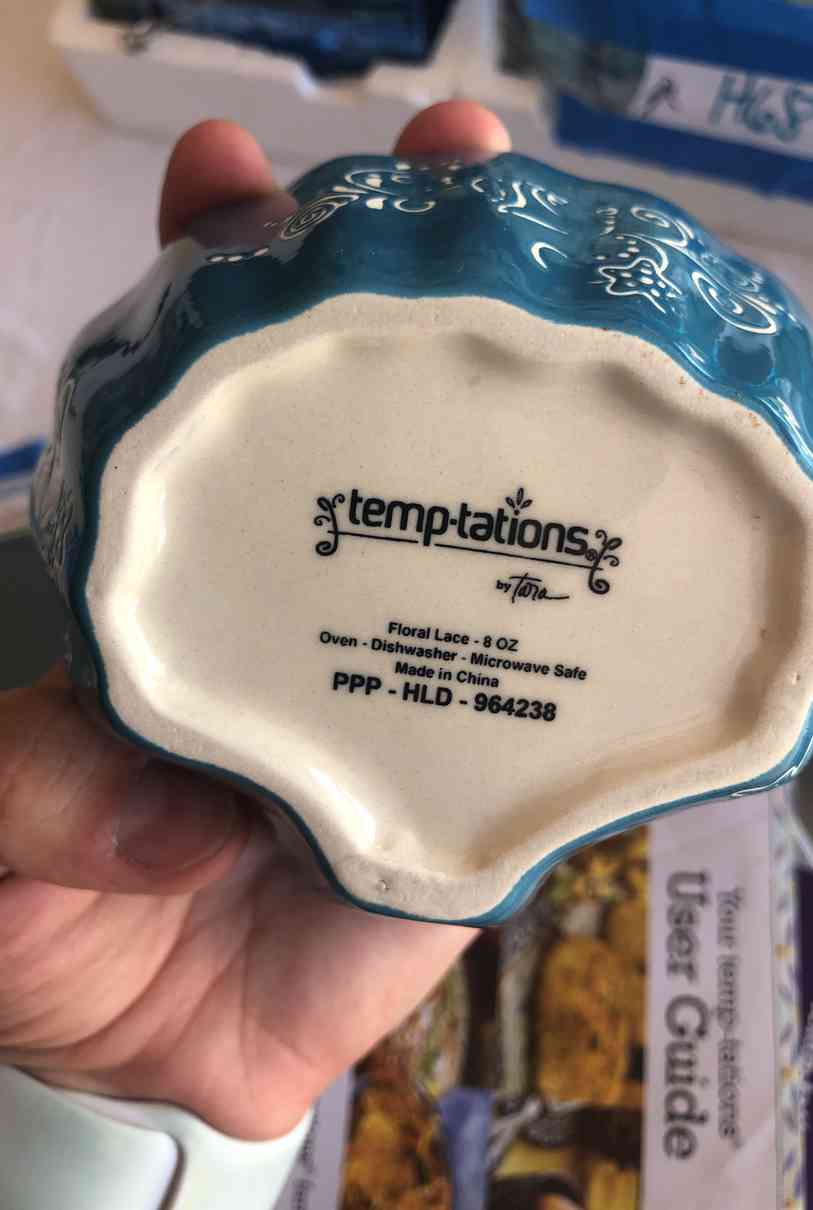 H68
temp-tations®
by Tara
Floral Lace - 8 OZ
Oven - Dishwasher - Microwave Safe
Made in China
PPP - HLD - 964238
Your temp-tations®
User Guide